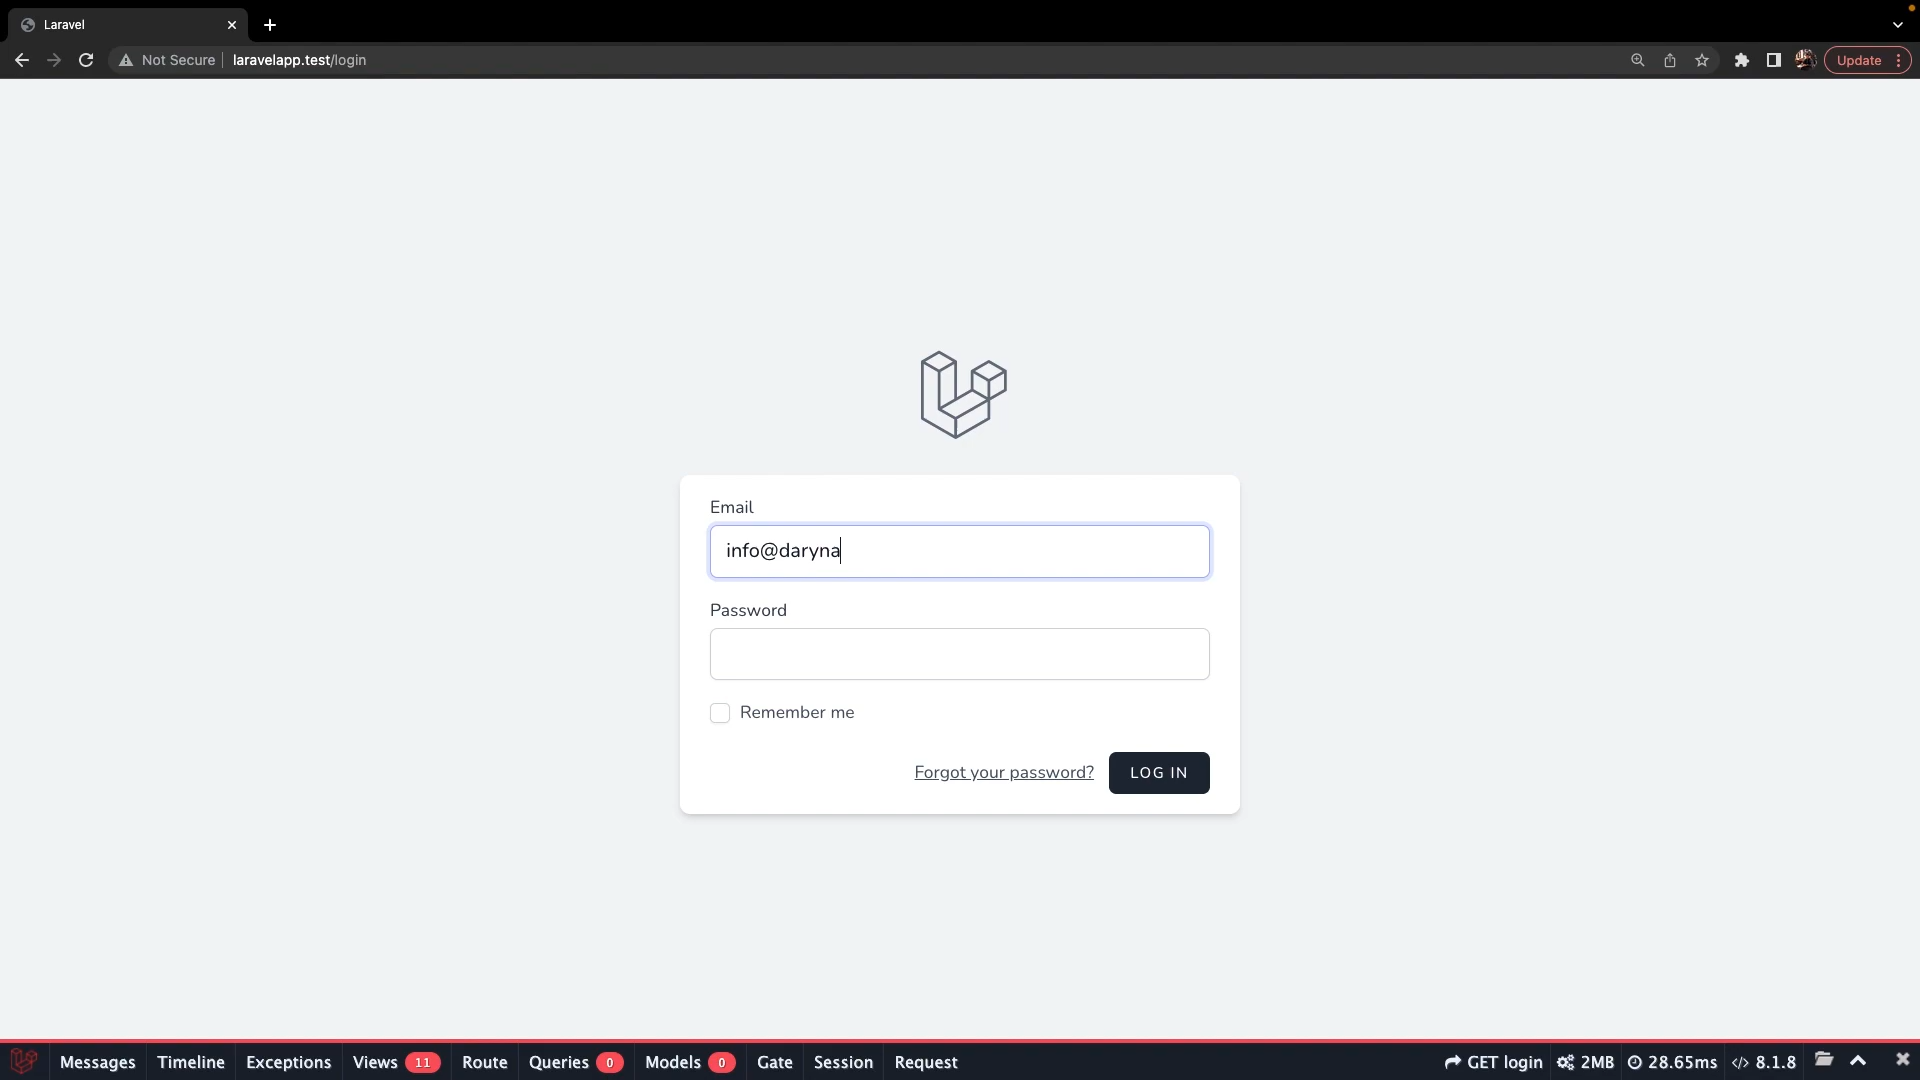 Laravel
Not Secure laravelapp.test/login
Update
Email
info@daryna
Password
Remember me
Forgot your password?
LOG IN
Messages Timeline Exceptions Views 11 Route Queries 0 Models 0 Gate Session Request GET login 2MB 28.65ms 8.1.8